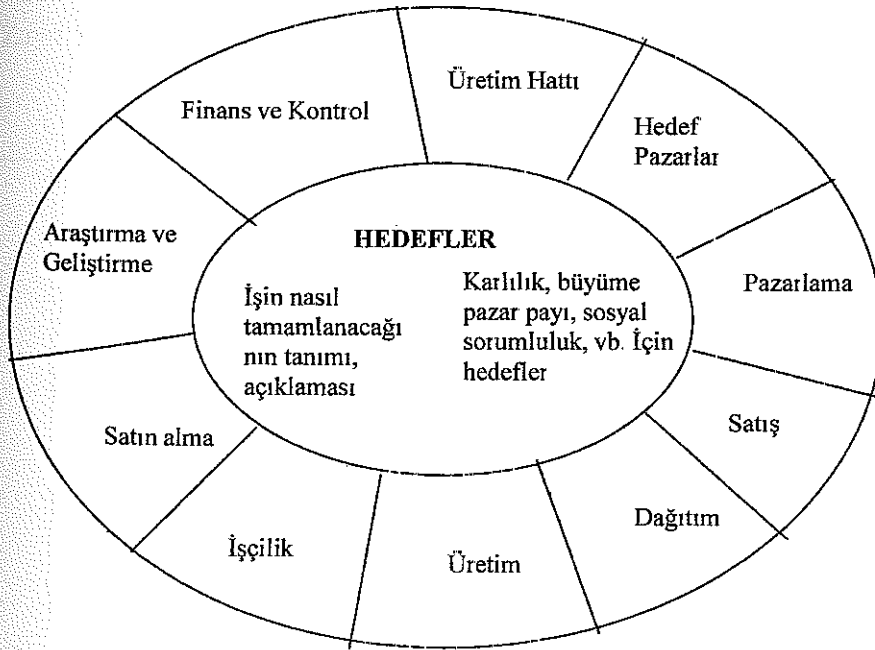 Üretim Hattı
Hedef
Pazarlar
Pazarlama
Satış
Dağıtım
Üretim
İşçilik
Satın alma
Araştırma ve
Geliştirme
Finans ve Kontrol
HEDEFLER
İşin nasıl
tamamlanacağı
nın tanımı,
açıklaması
Karlılık, büyüme
pazar payı, sosyal
sorumluluk, vb. İçin
hedefler